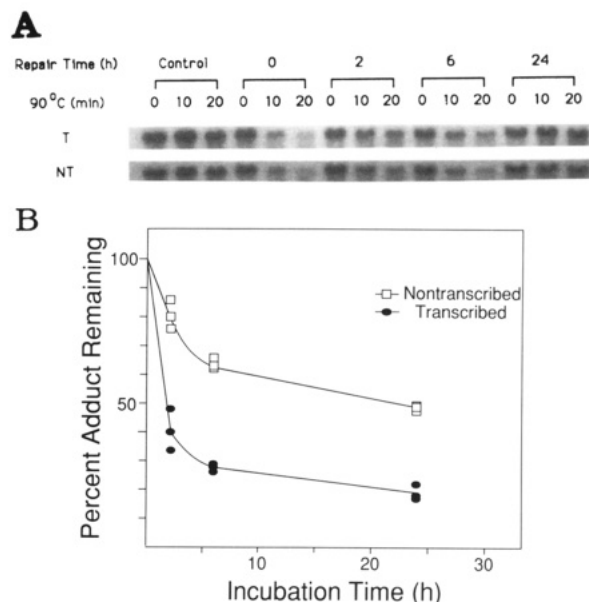 A
Repair Time (h) Control 0 2 6 24
90°C (min) 0 10 20 0 10 20 0 10 20 0 10 20 0 10 20
T
NT
B
Percent Adduct Remaining
100
50
Nontranscribed
Transcribed
10 20 30
Incubation Time (h)